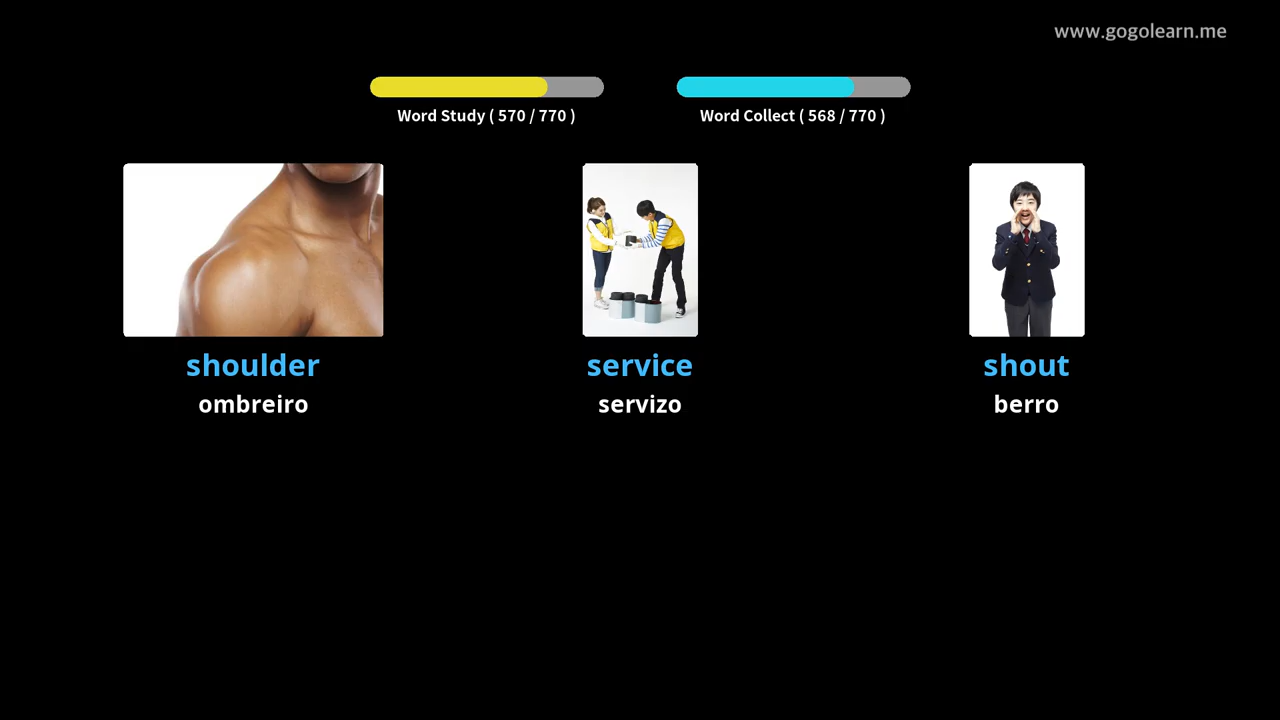 www.gogolearn.me
Word Study ( 570 / 770 )
Word Collect ( 568 / 770 )
shoulder
ombreiro
service
servizo
shout
berro